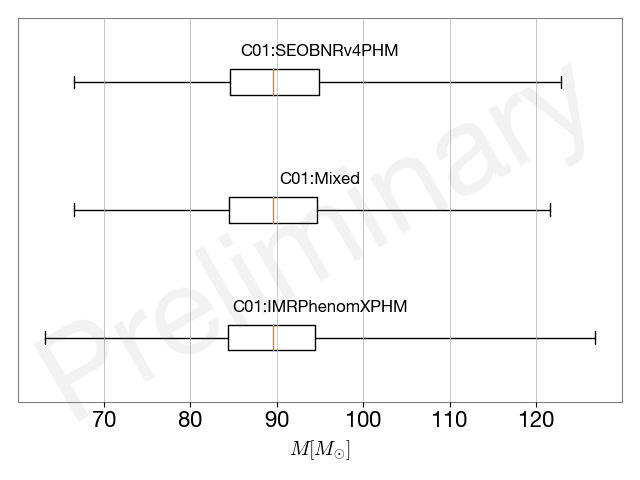 C01:SEOBNRv4PHM
C01:Mixed
C01:IMRPhenomXPHM
Preliminary
70 80 90 100 110 120
M[M⊙]